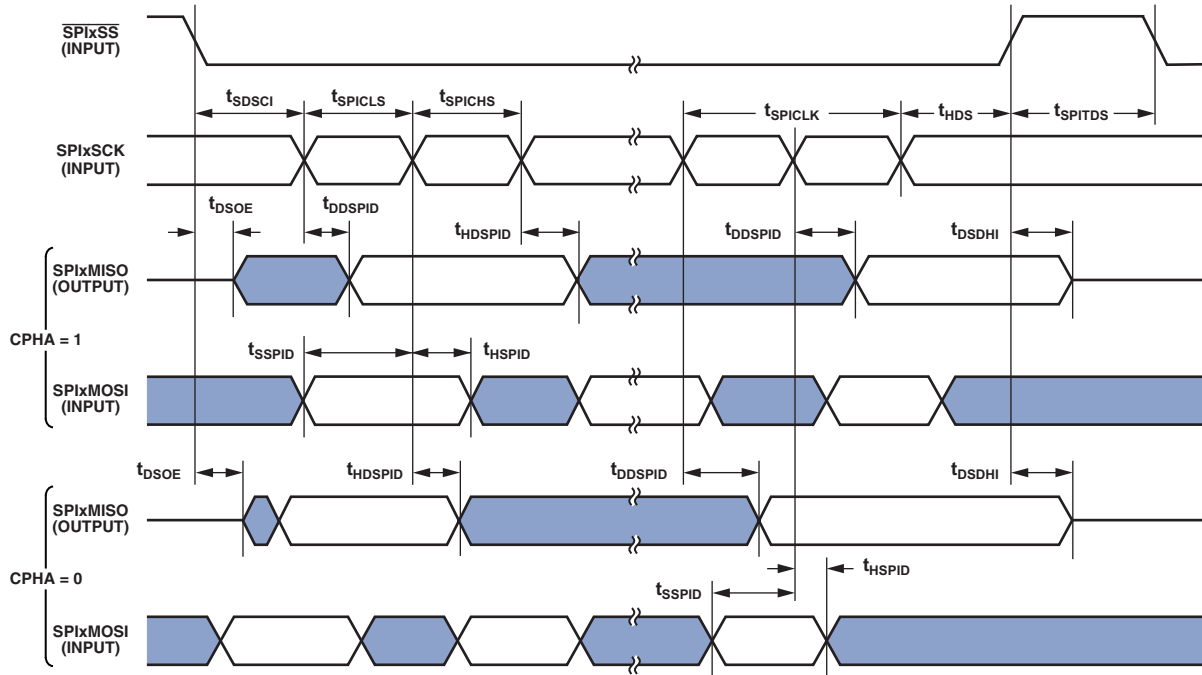 SPIxSS
(INPUT)
tSDSCI tSPICLS tSPICHS tSPICLK tHDS tSPITDS
SPIxSCK
(INPUT)
tDSOE tDDSPID tHDSPID tDDSPID tDSDHI
CPHA = 1
SPIxMISO
(OUTPUT)
tSSPID tHSPID
SPIxMOSI
(INPUT)
tDSOE tHDSPID tDDSPID tDSDHI
CPHA = 0
SPIxMISO
(OUTPUT)
tSSPID tHSPID
SPIxMOSI
(INPUT)